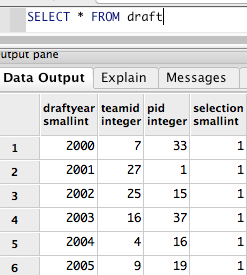 SELECT * FROM draft
utput pane
Data Output Explain Messages
draftyear teamid pid selection
smallint integer integer smallint
1 2000 7 33 1
2 2001 27 1 1
3 2002 25 15 1
4 2003 16 37 1
5 2004 4 16 1
6 2005 9 19 1